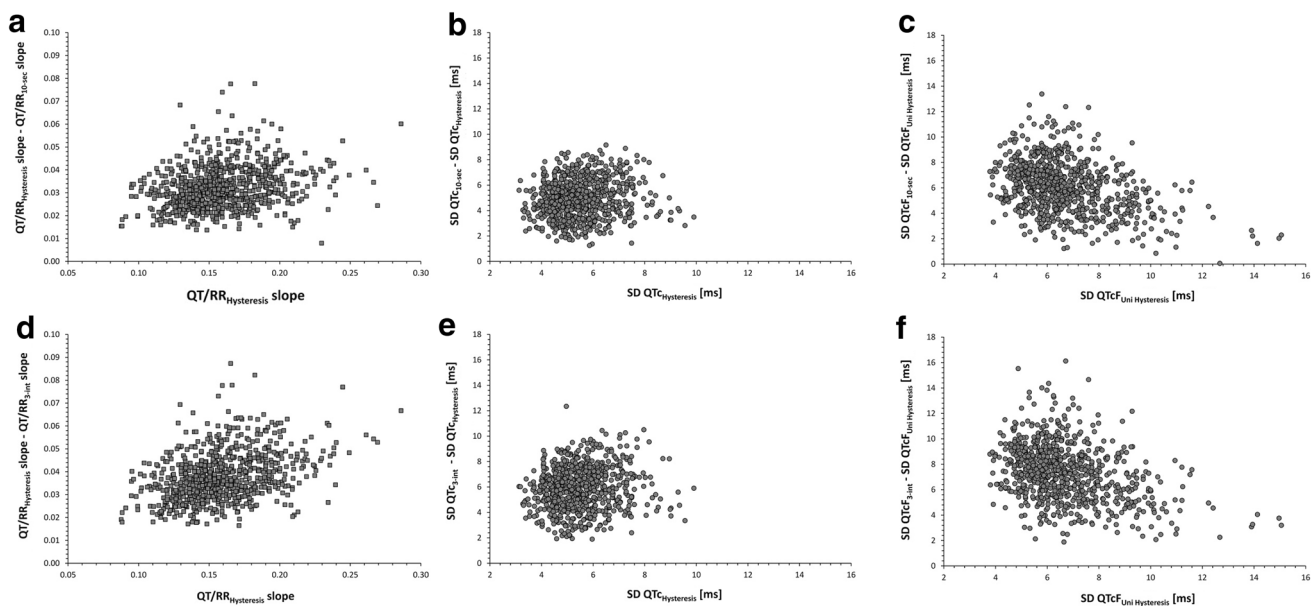 a
QT/RRHysteresis slope - QT/RR10-sec slope
0.10
0.09
0.08
0.07
0.06
0.05
0.04
0.03
0.02
0.01
0.00
0.05 0.10 0.15 0.20 0.25 0.30
QT/RRHysteresis slope
b
SD QTc10-sec - SD QTcHysteresis [ms]
18
16
14
12
10
8
6
4
2
0
2 4 6 8 10 12 14 16
SD QTcHysteresis [ms]
c
SD QTcF10-sec - SD QTcFUni Hysteresis [ms]
18
16
14
12
10
8
6
4
2
0
2 4 6 8 10 12 14 16
SD QTcFUni Hysteresis [ms]
d
QT/RRHysteresis slope - QT/RR3-int slope
0.10
0.09
0.08
0.07
0.06
0.05
0.04
0.03
0.02
0.01
0.00
0.05 0.10 0.15 0.20 0.25 0.30
QT/RRHysteresis slope
e
SD QTc3-int - SD QTcHysteresis [ms]
18
16
14
12
10
8
6
4
2
0
2 4 6 8 10 12 14 16
SD QTcHysteresis [ms]
f
SD QTcF3-int - SD QTcFUni Hysteresis [ms]
18
16
14
12
10
8
6
4
2
0
2 4 6 8 10 12 14 16
SD QTcFUni Hysteresis [ms]